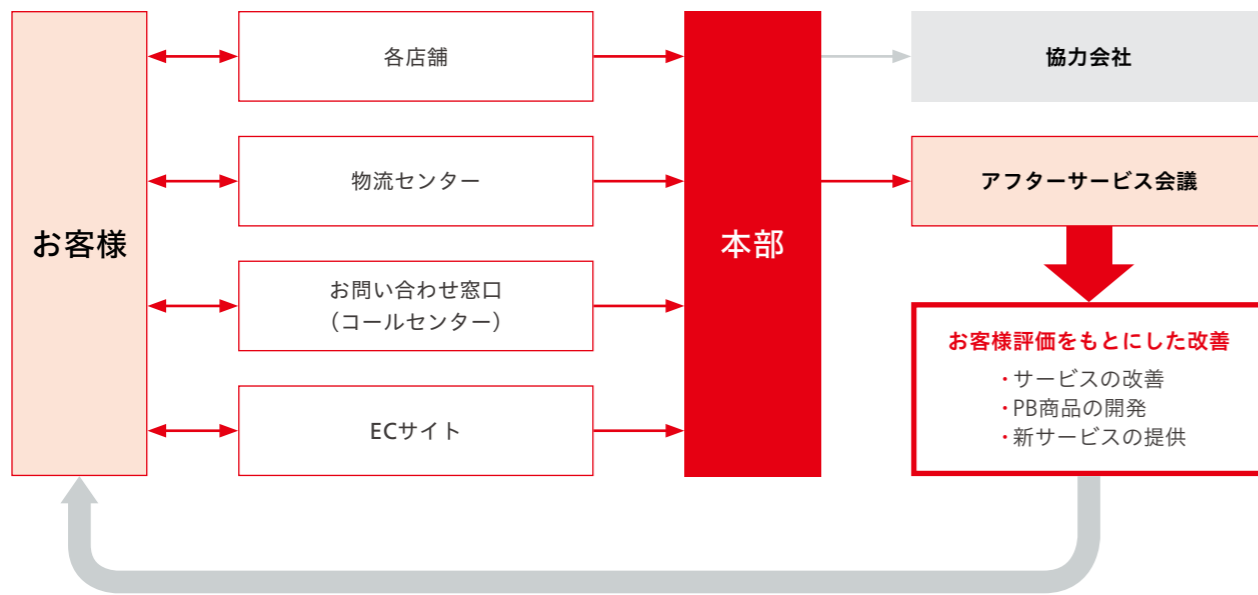 お客様
各店舗
物流センター
お問い合わせ窓口
（コールセンター）
ECサイト
本部
協力会社
アフターサービス会議
お客様評価をもとにした改善
・サービスの改善
・PB商品の開発
・新サービスの提供